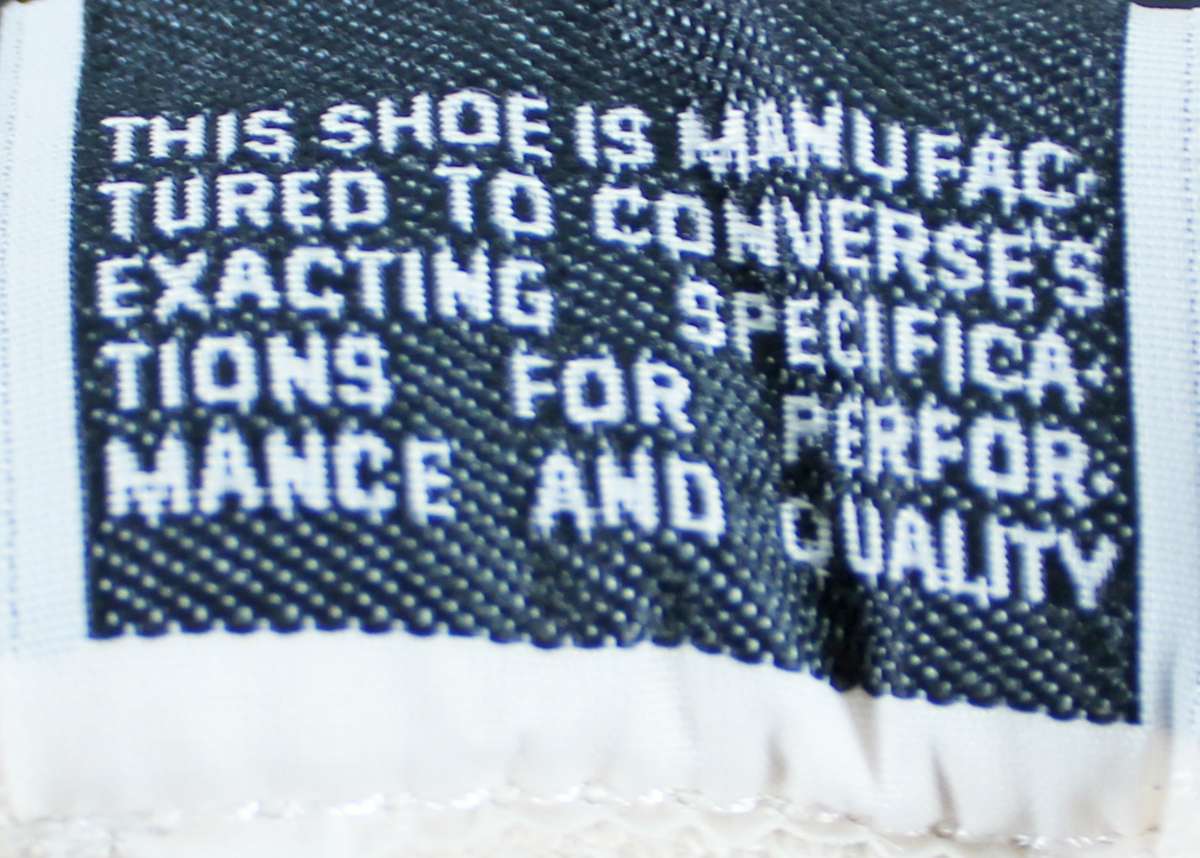 THIS SHOE IS MANUFAC-
TURED TO CONVERSE'S
EXACTING SPECIFICA-
TIONS FOR PERFOR-
MANCE AND QUALITY